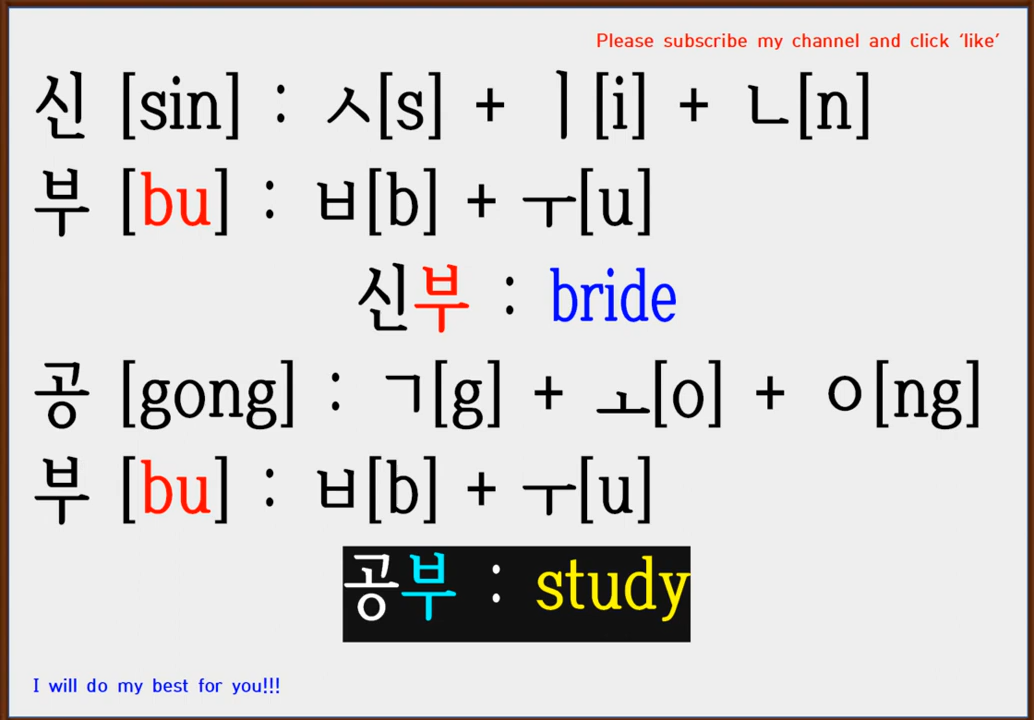 Please subscribe my channel and click ‘like’
신 [sin] : ㅅ[s] + ㅣ[i] + ㄴ[n]
부 [bu] : ㅂ[b] + ㅜ[u]
신부 : bride
공 [gong] : ㄱ[g] + ㅗ[o] + ㅇ[ng]
부 [bu] : ㅂ[b] + ㅜ[u]
공부 : study
I will do my best for you!!!